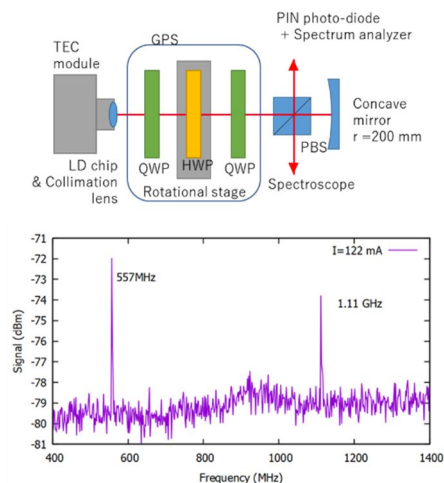 GPS
PIN photo-diode
+ Spectrum analyzer
TEC
module
Concave
mirror
r =200 mm
PBS
LD chip
& Collimation
lens
QWP
HWP
QWP
Rotational stage
Spectroscope
-71
-72
-73
-74
-75
-76
-77
-78
-79
-80
-81
Signal (dBm)
I=122 mA
557MHz
1.11 GHz
400
600
800
1000
1200
1400
Frequency (MHz)